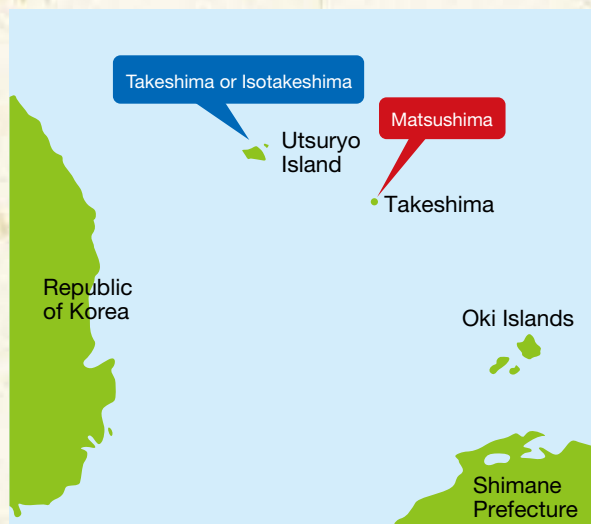 Takeshima or Isotakeshima
Matsushima
Utsuryo
Island
Takeshima
Republic
of Korea
Oki Islands
Shimane
Prefecture